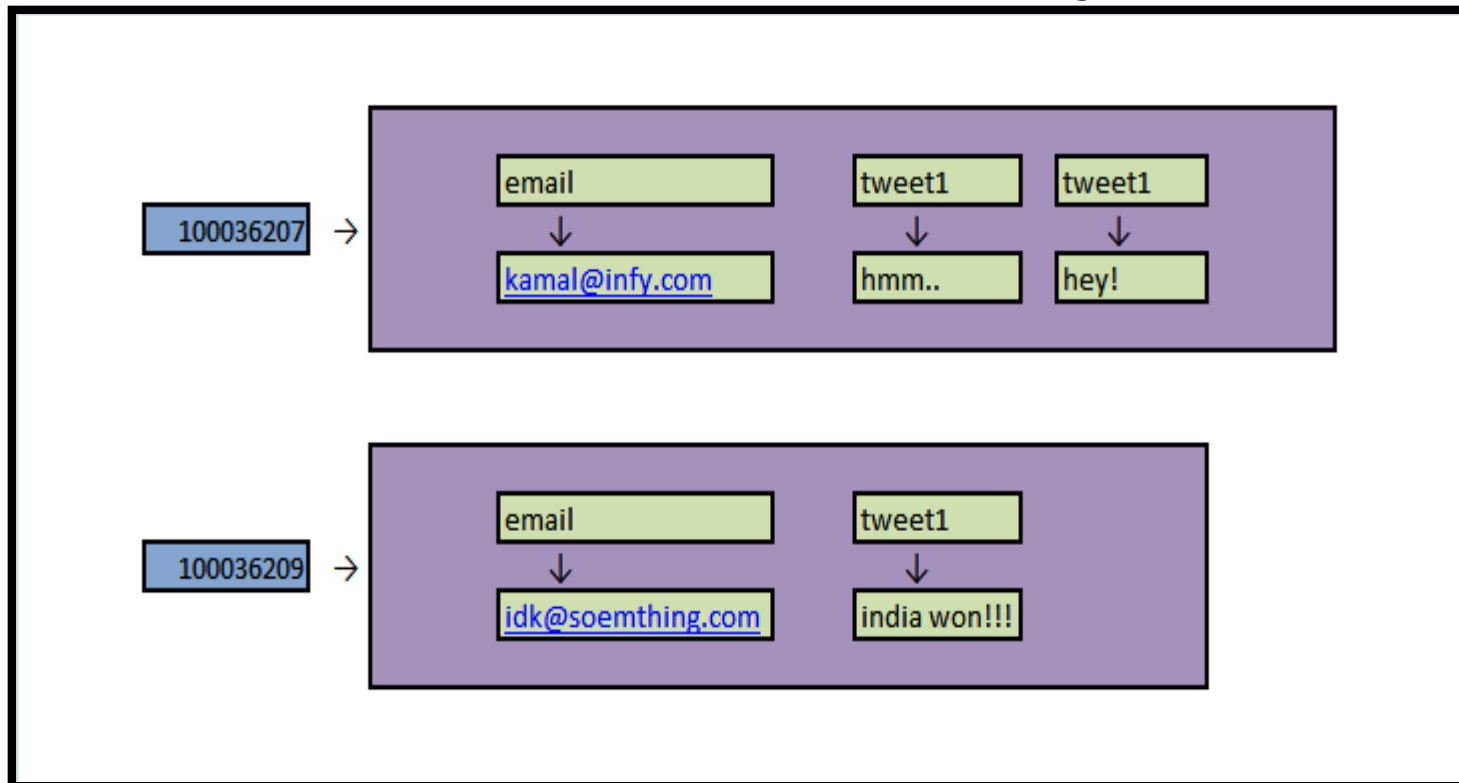 email tweet1 tweet1
100036207 → ↓ ↓ ↓
kamal@infy.com hmm.. hey!
email tweet1
100036209 → ↓ ↓
idk@soemthing.com india won!!!